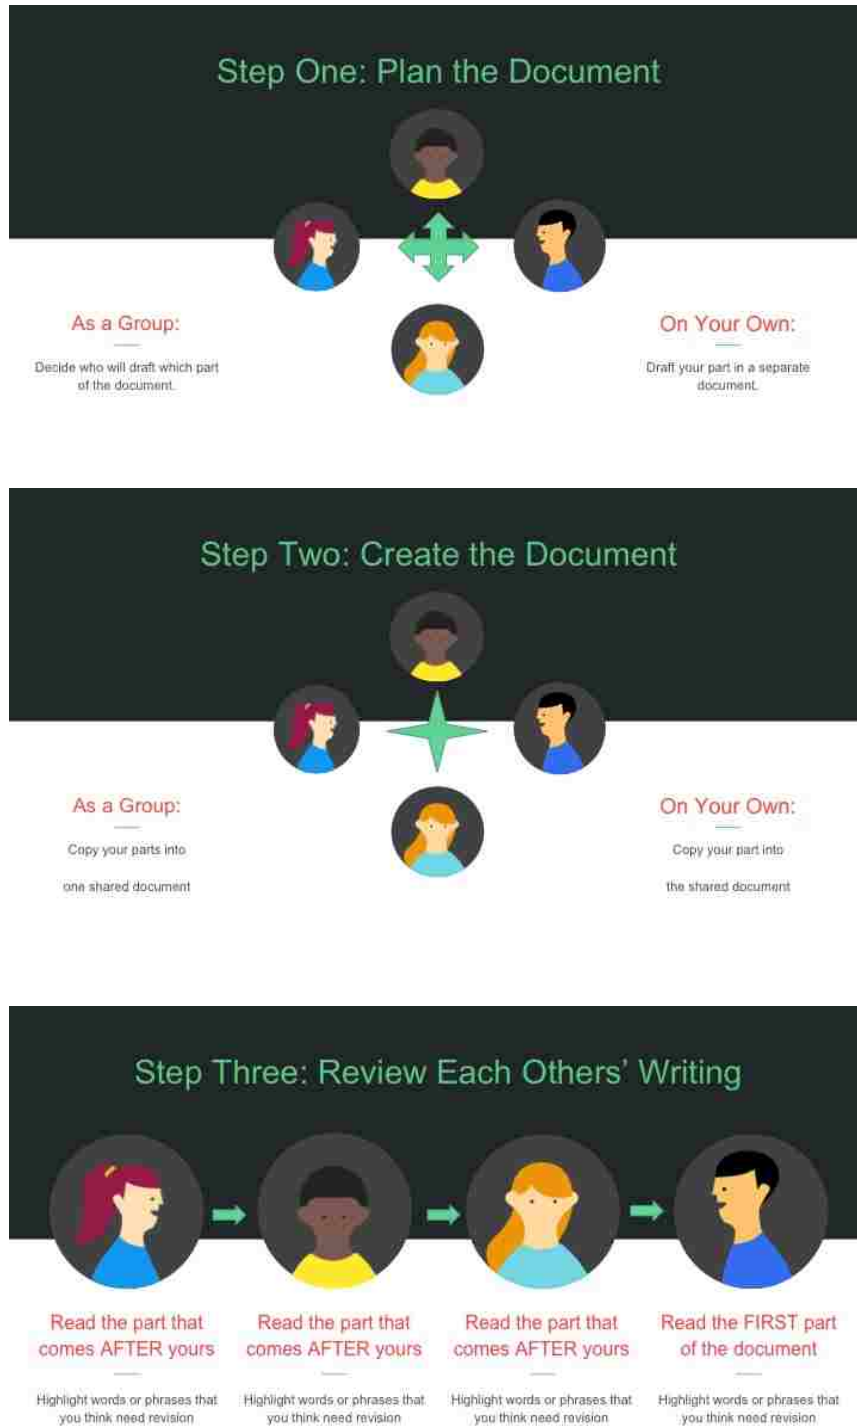 Step One: Plan the Document
As a Group:
Decide who will draft which part
of the document.
On Your Own:
Draft your part in a separate
document.
Step Two: Create the Document
As a Group:
Copy your parts into
one shared document
On Your Own:
Copy your part into
the shared document
Step Three: Review Each Others’ Writing
Read the part that
comes AFTER yours
Highlight words or phrases that
you think need revision
Read the part that
comes AFTER yours
Highlight words or phrases that
you think need revision
Read the part that
comes AFTER yours
Highlight words or phrases that
you think need revision
Read the FIRST part
of the document
Highlight words or phrases that
you think need revision